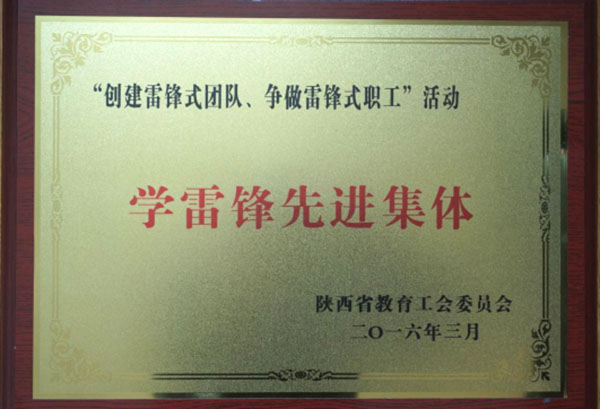 “创建雷锋式团队、争做雷锋式职工”活动
学雷锋先进集体
陕西省教育工会委员会
二〇一六年三月